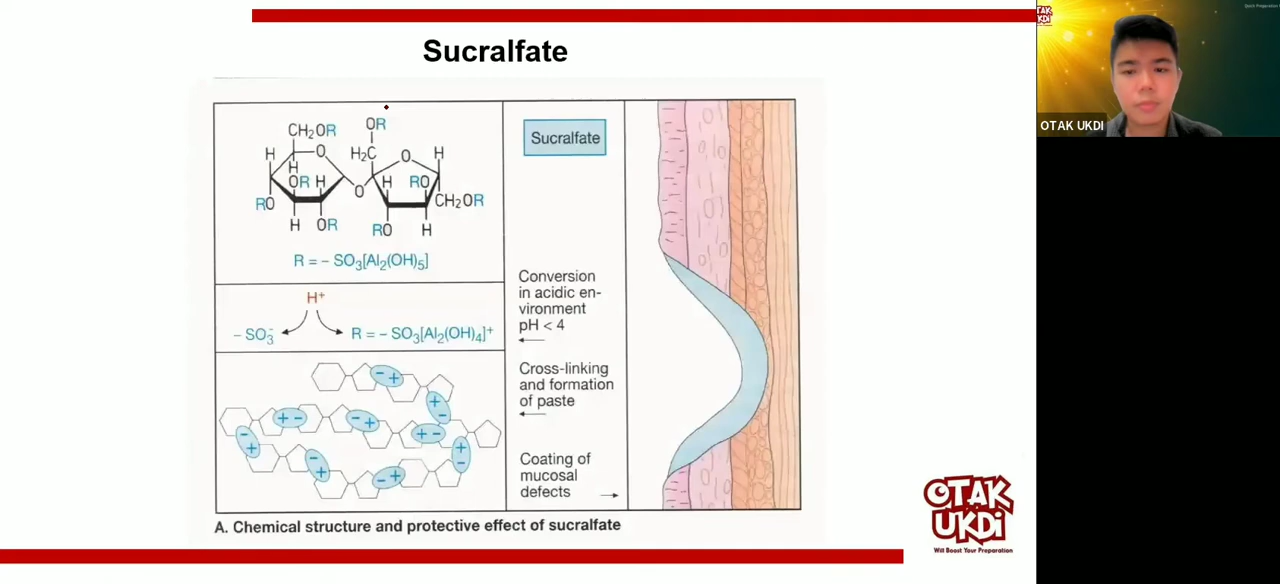 Sucralfate
CH₂OR
OR
H
O
H₂C
O
H
H
OR H
H
RO
RO
O
CH₂OR
H
OR
RO
H
R = – SO₃[Al₂(OH)₅]
H⁺
– SO₃⁻
R = – SO₃[Al₂(OH)₄]⁺
Sucralfate
Conversion
in acidic en-
vironment
pH < 4
Cross-linking
and formation
of paste
Coating of
mucosal
defects
A. Chemical structure and protective effect of sucralfate
OTAK UKDI
OTAK
UKDi
Will Boost Your Preparation